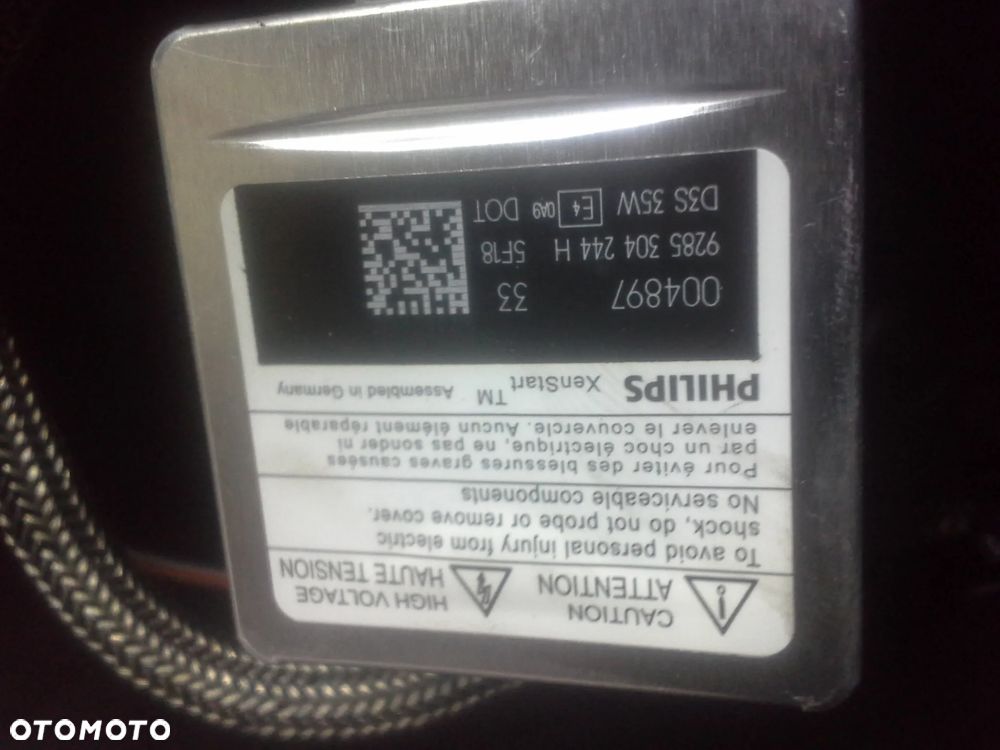 CAUTION
ATTENTION
HIGH VOLTAGE
HAUTE TENSION
To avoid personal injury from electric
shock, do not probe or remove cover.
No serviceable components
Pour éviter des blessures graves causées
par un choc électrique, ne pas sonder ni
enlever le couvercle. Aucun élément réparable
PHILIPS XenStart TM Assembled in Germany
004897 33
9285 304 244 H 5F18
D3S 35W E4 0A9 DOT
OTOMOTO